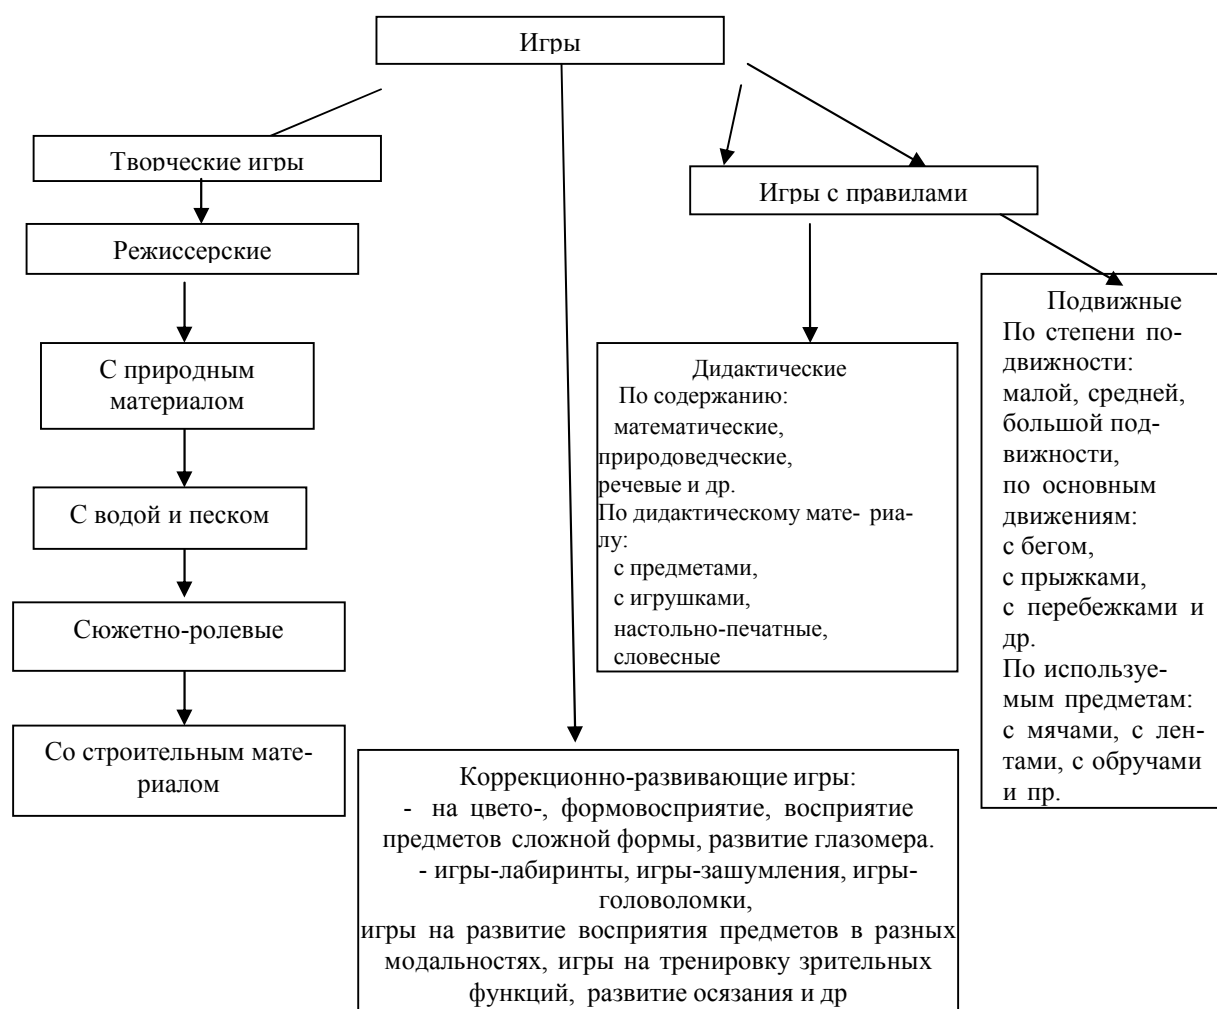 Игры
Творческие игры
Режиссерские
С природным
материалом
С водой и песком
Сюжетно-ролевые
Со строительным мате-
риалом
Коррекционно-развивающие игры:
- на цвето-, формовосприятие, восприятие
предметов сложной формы, развитие глазомера.
- игры-лабиринты, игры-зашумления, игры-
головоломки,
игры на развитие восприятия предметов в разных
модальностях, игры на тренировку зрительных
функций, развитие осязания и др
Игры с правилами
Дидактические
По содержанию:
математические,
природоведческие,
речевые и др.
По дидактическому мате- риа-
лу:
с предметами,
с игрушками,
настольно-печатные,
словесные
Подвижные
По степени по-
движности:
малой, средней,
большой под-
вижности,
по основным
движениям:
с бегом,
с прыжками,
с перебежками и
др.
По используе-
мым предметам:
с мячами, с лен-
тами, с обручами
и пр.